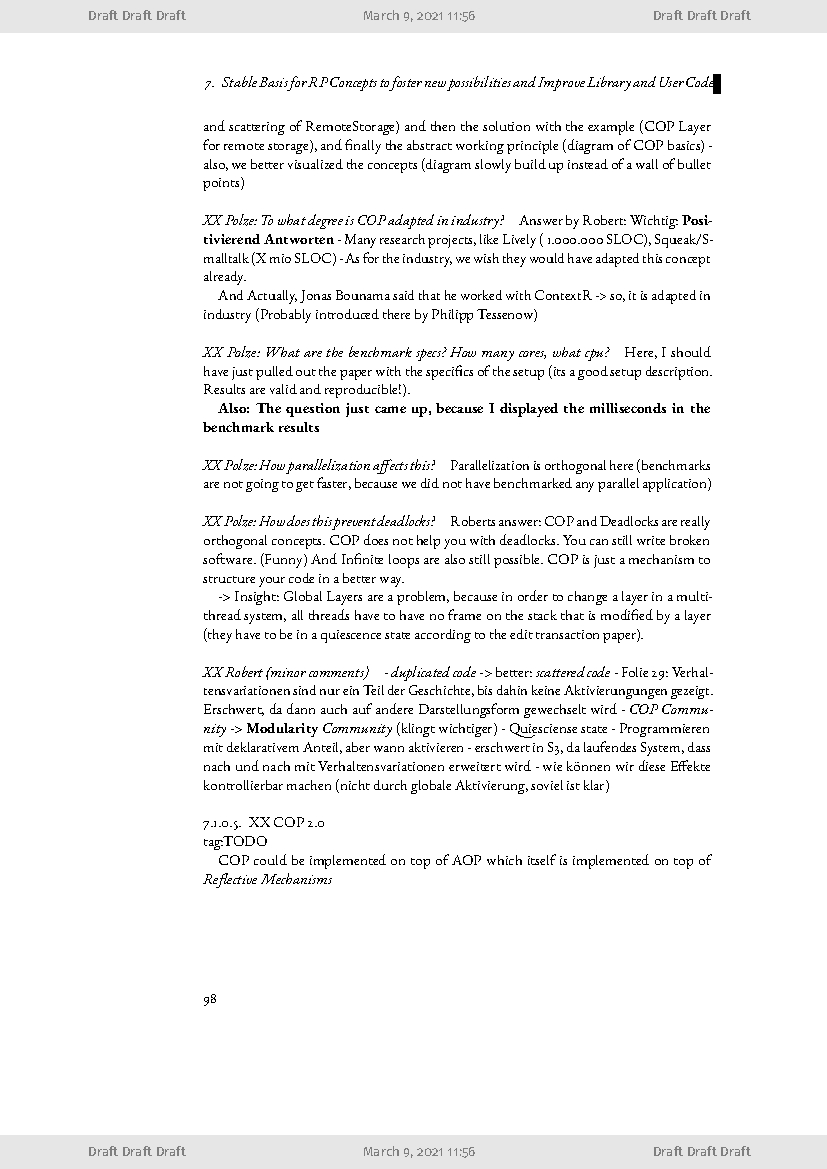 Draft Draft Draft March 9, 2021 11:56 Draft Draft Draft
7. Stable Basis for RP Concepts to foster new possibilities and Improve Library and User Code
and scattering of RemoteStorage) and then the solution with the example (COP Layer
for remote storage), and finally the abstract working principle (diagram of COP basics) -
also, we better visualized the concepts (diagram slowly build up instead of a wall of bullet
points)
XX Polze: To what degree is COP adapted in industry? Answer by Robert: Wichtig: Posi-
tivierend Antworten - Many research projects, like Lively ( 1.000.000 SLOC), Squeak/S-
malltalk (X mio SLOC) - As for the industry, we wish they would have adapted this concept
already.
And Actually, Jonas Bounama said that he worked with ContextR -> so, it is adapted in
industry (Probably introduced there by Philipp Tessenow)
XX Polze: What are the benchmark specs? How many cores, what cpu? Here, I should
have just pulled out the paper with the specifics of the setup (its a good setup description.
Results are valid and reproducible!).
Also: The question just came up, because I displayed the milliseconds in the
benchmark results
XX Polze: How parallelization affects this? Parallelization is orthogonal here (benchmarks
are not going to get faster, because we did not have benchmarked any parallel application)
XX Polze: How does this prevent deadlocks? Roberts answer: COP and Deadlocks are really
orthogonal concepts. COP does not help you with deadlocks. You can still write broken
software. (Funny) And Infinite loops are also still possible. COP is just a mechanism to
structure your code in a better way.
-> Insight: Global Layers are a problem, because in order to change a layer in a multi-
thread system, all threads have to have no frame on the stack that is modified by a layer
(they have to be in a quiescence state according to the edit transaction paper).
XX Robert (minor comments) - duplicated code -> better: scattered code - Folie 29: Verhal-
tensvariationen sind nur ein Teil der Geschichte, bis dahin keine Aktivierungungen gezeigt.
Erschwert, da dann auch auf andere Darstellungsform gewechselt wird - COP Commu-
nity -> Modularity Community (klingt wichtiger) - Quiesciense state - Programmieren
mit deklarativem Anteil, aber wann aktivieren - erschwert in S3, da laufendes System, dass
nach und nach mit Verhaltensvariationen erweitert wird - wie können wir diese Effekte
kontrollierbar machen (nicht durch globale Aktivierung, soviel ist klar)
7.1.0.5. XX COP 2.0
tag:TODO
COP could be implemented on top of AOP which itself is implemented on top of
Reflective Mechanisms
98
Draft Draft Draft March 9, 2021 11:56 Draft Draft Draft